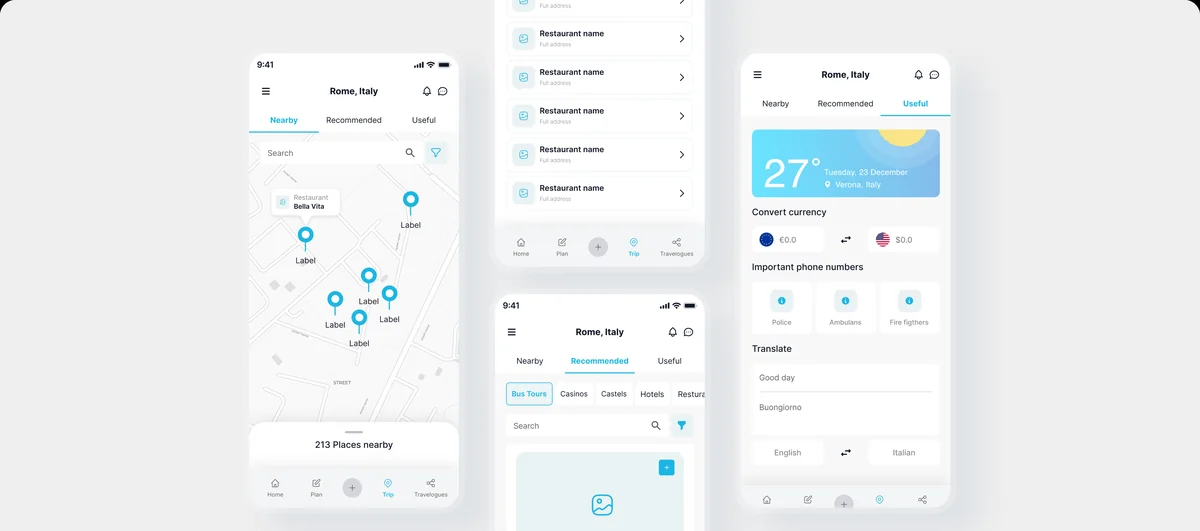 9:41
Rome, Italy
Nearby
Recommended
Useful
Search
Restaurant
Bella Vita
Label
Label
Label
Label
Label
Label
STREET
213 Places nearby
Home
Plan
Trip
Travelogues
Full address
Restaurant name
Full address
Restaurant name
Full address
Restaurant name
Full address
Restaurant name
Full address
Restaurant name
Full address
Home
Plan
Trip
Travelogues
9:41
Rome, Italy
Nearby
Recommended
Useful
Bus Tours
Casinos
Castels
Hotels
Restura
Search
Rome, Italy
Nearby
Recommended
Useful
27°
Tuesday, 23 December
Verona, Italy
Convert currency
€0.0
$0.0
Important phone numbers
Police
Ambulans
Fire figthers
Translate
Good day
Buongiorno
English
Italian